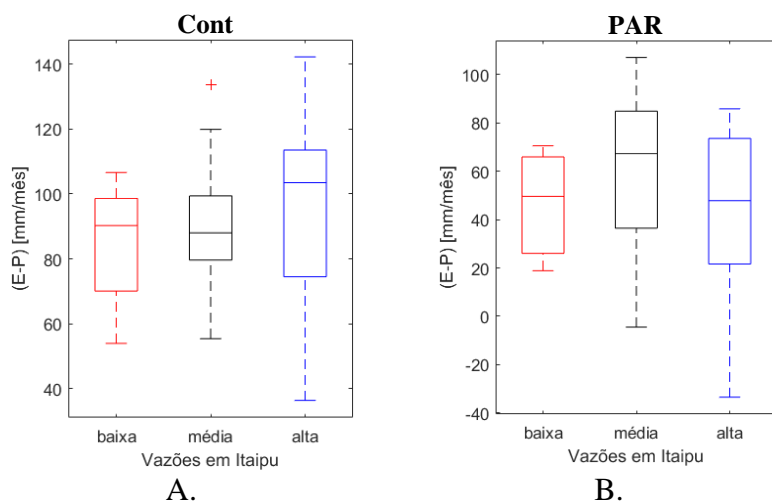 Cont
140
120
100
80
60
40
(E-P) [mm/mês]
baixa média alta
Vazões em Itaipu
A.
PAR
100
80
60
40
20
0
-20
-40
(E-P) [mm/mês]
baixa média alta
Vazões em Itaipu
B.